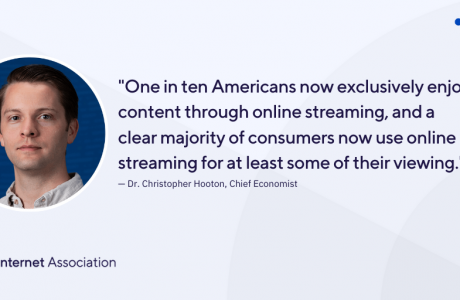 "One in ten Americans now exclusively enjo
content through online streaming, and a
clear majority of consumers now use online
streaming for at least some of their viewing."
— Dr. Christopher Hooton, Chief Economist
nternet Association